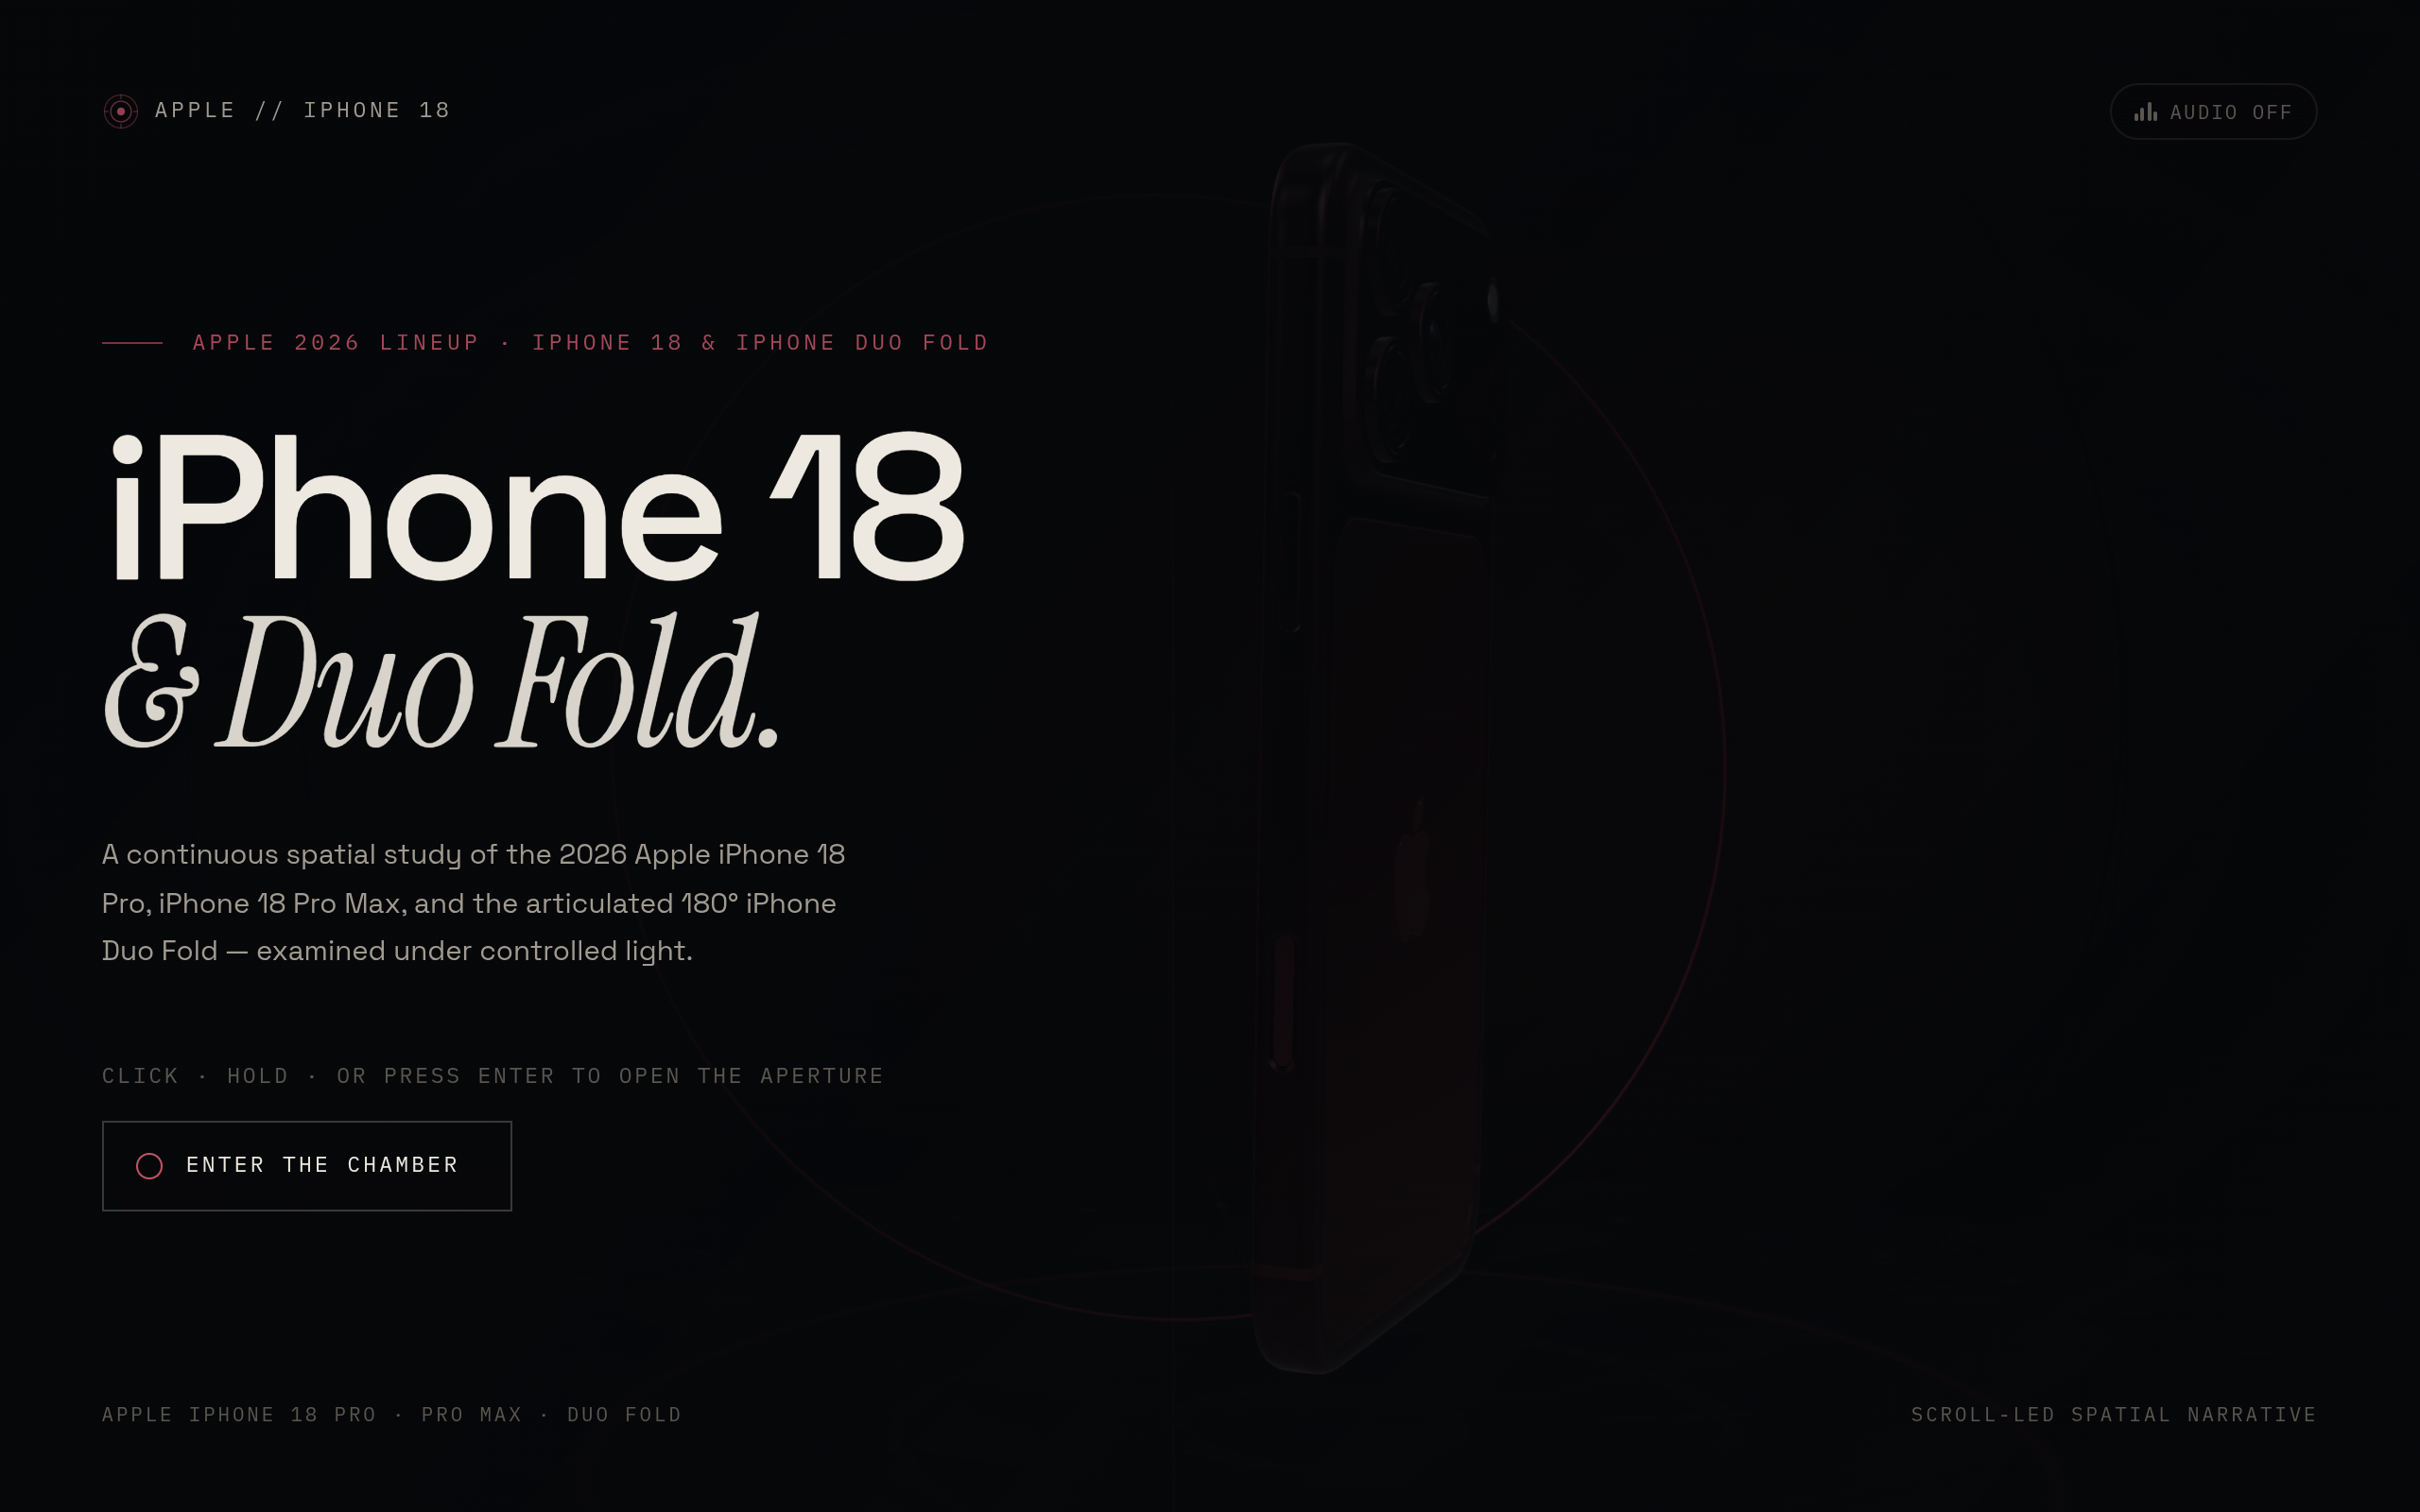 APPLE // IPHONE 18
AUDIO OFF
APPLE 2026 LINEUP · IPHONE 18 & IPHONE DUO FOLD
iPhone 18
& Duo Fold.
A continuous spatial study of the 2026 Apple iPhone 18
Pro, iPhone 18 Pro Max, and the articulated 180° iPhone
Duo Fold — examined under controlled light.
CLICK · HOLD · OR PRESS ENTER TO OPEN THE APERTURE
ENTER THE CHAMBER
APPLE IPHONE 18 PRO · PRO MAX · DUO FOLD
SCROLL-LED SPATIAL NARRATIVE